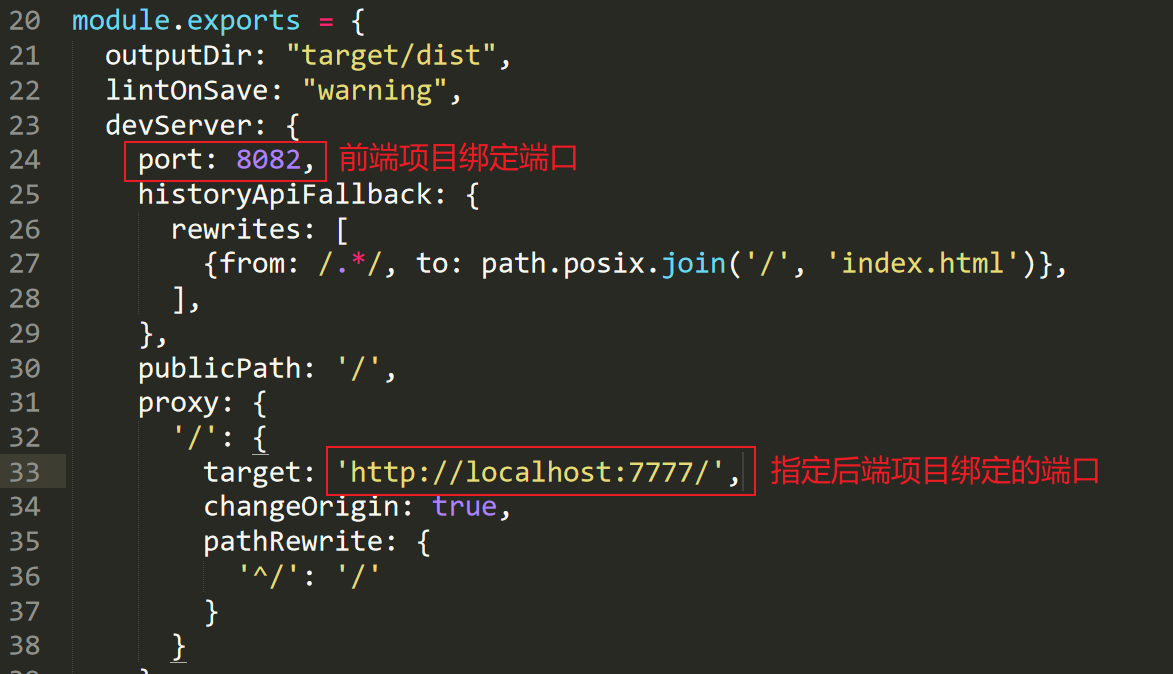 20 module.exports = {
21 outputDir: "target/dist",
22 lintOnSave: "warning",
23 devServer: {
24 port: 8082, 前端项目绑定端口
25 historyApiFallback: {
26 rewrites: [
27 {from: /.*/, to: path.posix.join('/', 'index.html')},
28 ],
29 },
30 publicPath: '/',
31 proxy: {
32 '/': {
33 target: 'http://localhost:7777/', 指定后端项目绑定的端口
34 changeOrigin: true,
35 pathRewrite: {
36 '^/': '/'
37 }
38 }